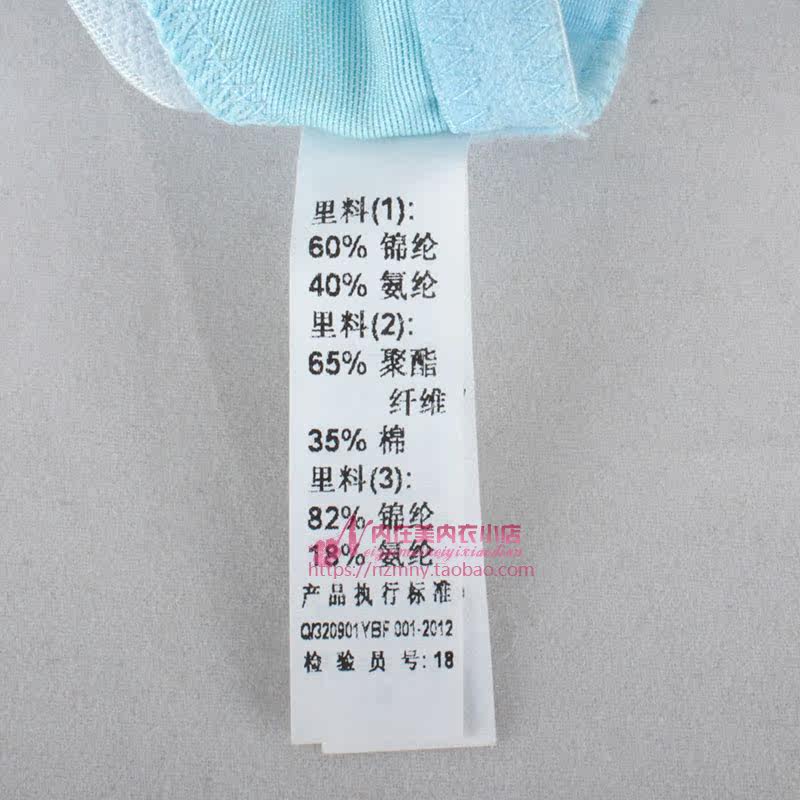 里料(1):
60% 锦纶
40% 氨纶
里料(2):
65% 聚酯
纤维
35% 棉
里料(3):
82% 锦纶
内在美内衣小店
18% 氨纶
https://nzmny.taobao.com
产品执行标准
Q/320901YBF 001-2012
检验员号:18